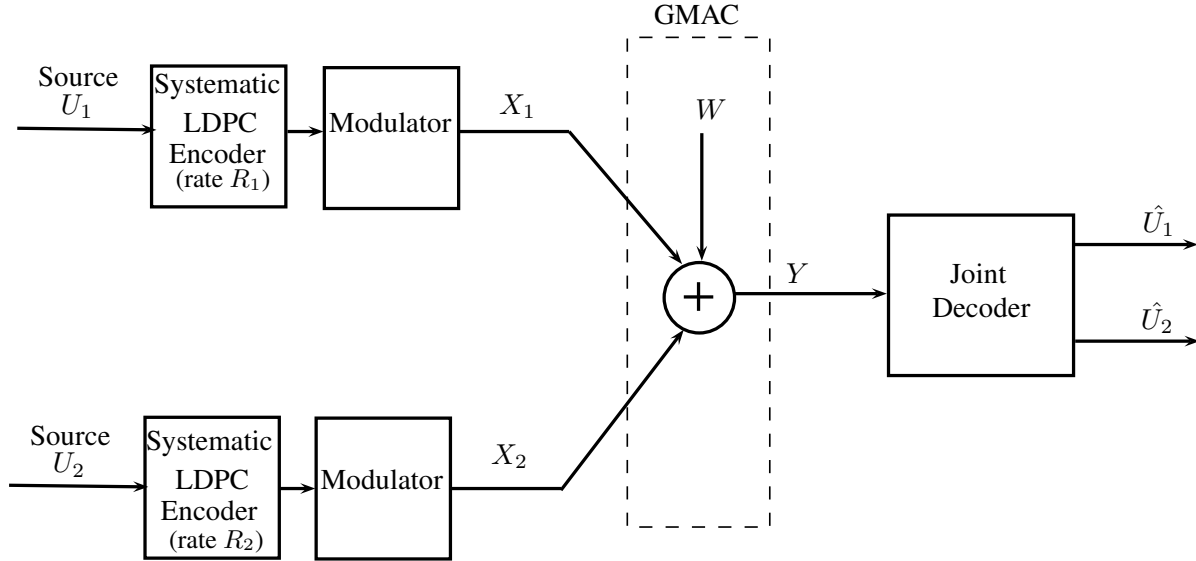 GMAC
Source
U₁
Systematic
LDPC
Encoder
(rate R₁)
Modulator
X₁
W
+
Y
Joint
Decoder
Û₁
Û₂
Source
U₂
Systematic
LDPC
Encoder
(rate R₂)
Modulator
X₂